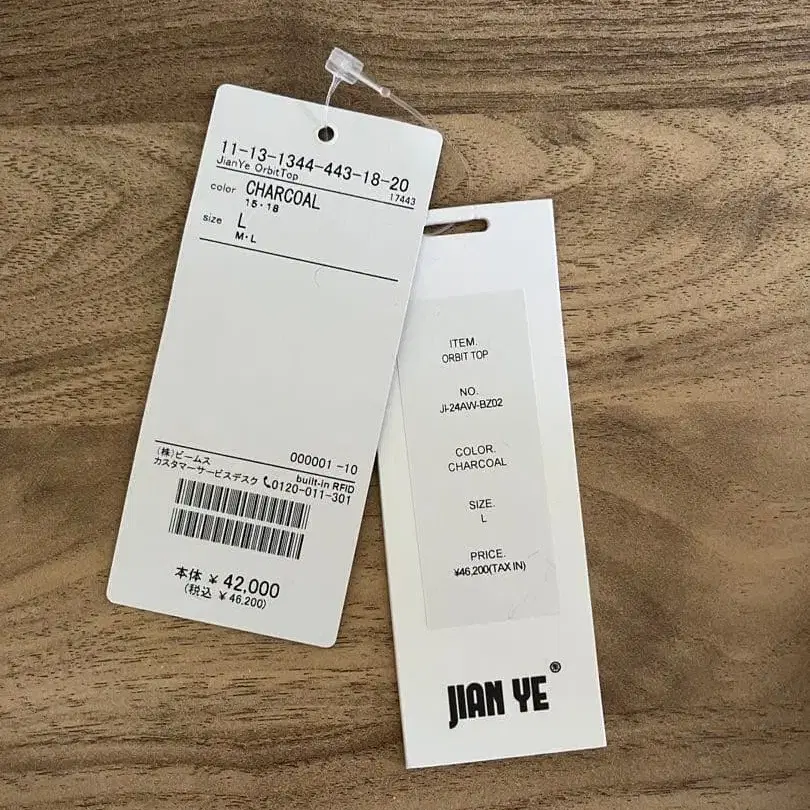 11-13-1344-443-18-20
JianYe OrbitTop 17443
color CHARCOAL
15・18
size L
M・L
(株)ビームス 000001 -10
カスタマーサービスデスク built-in RFID
0120-011-301
本体 ¥ 42,000
(税込 ¥ 46,200)
ITEM.
ORBIT TOP
NO.
JI-24AW-BZ02
COLOR.
CHARCOAL
SIZE.
L
PRICE.
¥46,200(TAX IN)
JIAN YE®